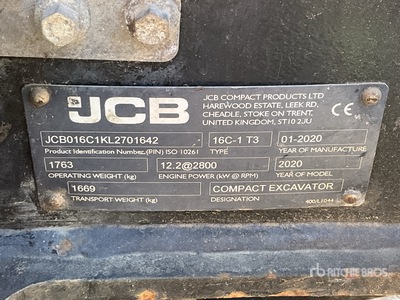 JCB
JCB COMPACT PRODUCTS LTD
HAREWOOD ESTATE, LEEK RD,
CHEADLE, STOKE ON TRENT,
UNITED KINGDOM, ST10 2JU
CE
JCB016C1KL2701642 16C-1 T3 01-2020
Product Identification Number, (PIN) ISO 10261 TYPE YEAR OF MANUFACTURE
1763 12.2@2800 2020
OPERATING WEIGHT (kg) ENGINE POWER (kW @ RPM) YEAR OF MODEL
1669 COMPACT EXCAVATOR
TRANSPORT WEIGHT (kg) DESIGNATION 400/L1044
rb RITCHIE BROS